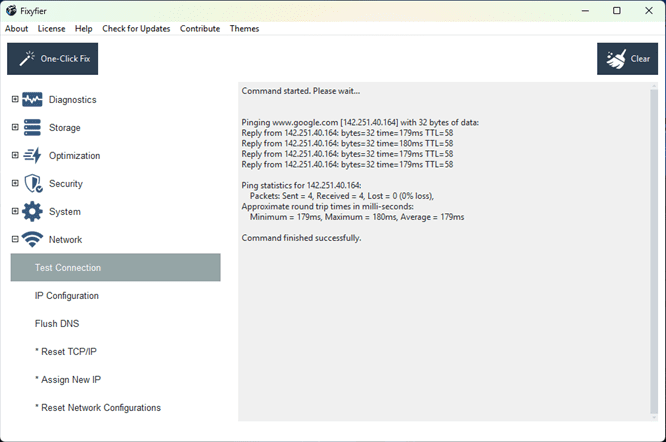 Fixyfier
About License Help Check for Updates Contribute Themes
One-Click Fix
Clear
Diagnostics
Storage
Optimization
Security
System
Network
Test Connection
IP Configuration
Flush DNS
* Reset TCP/IP
* Assign New IP
* Reset Network Configurations
Command started. Please wait...
Pinging www.google.com [142.251.40.164] with 32 bytes of data:
Reply from 142.251.40.164: bytes=32 time=179ms TTL=58
Reply from 142.251.40.164: bytes=32 time=180ms TTL=58
Reply from 142.251.40.164: bytes=32 time=179ms TTL=58
Reply from 142.251.40.164: bytes=32 time=179ms TTL=58
Ping statistics for 142.251.40.164:
Packets: Sent = 4, Received = 4, Lost = 0 (0% loss),
Approximate round trip times in milli-seconds:
Minimum = 179ms, Maximum = 180ms, Average = 179ms
Command finished successfully.